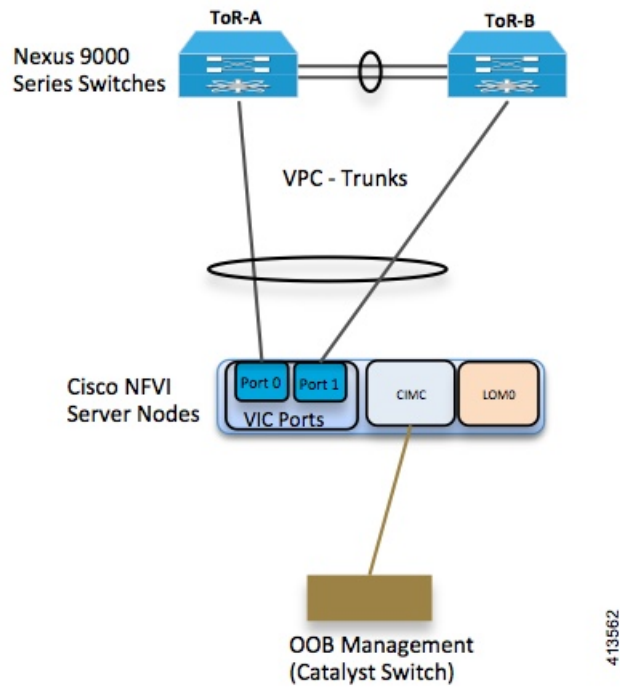 ToR-A
ToR-B
Nexus 9000
Series Switches
VPC - Trunks
Cisco NFVI
Server Nodes
Port 0
Port 1
VIC Ports
CIMC
LOM0
OOB Management
(Catalyst Switch)
413562